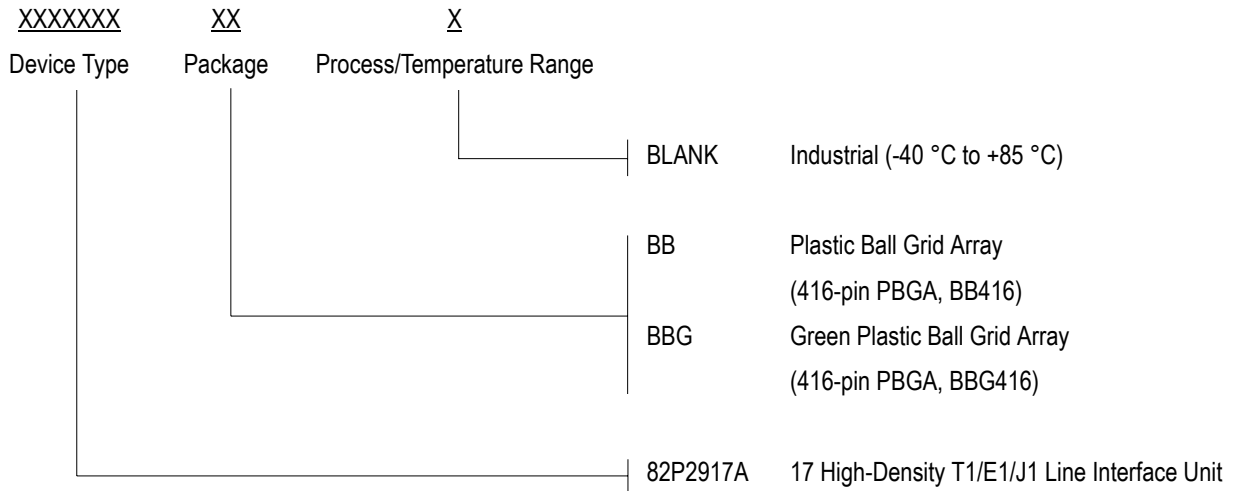 XXXXXXX XX X
Device Type Package Process/Temperature Range
BLANK Industrial (-40 °C to +85 °C)
BB Plastic Ball Grid Array
(416-pin PBGA, BB416)
BBG Green Plastic Ball Grid Array
(416-pin PBGA, BBG416)
82P2917A 17 High-Density T1/E1/J1 Line Interface Unit